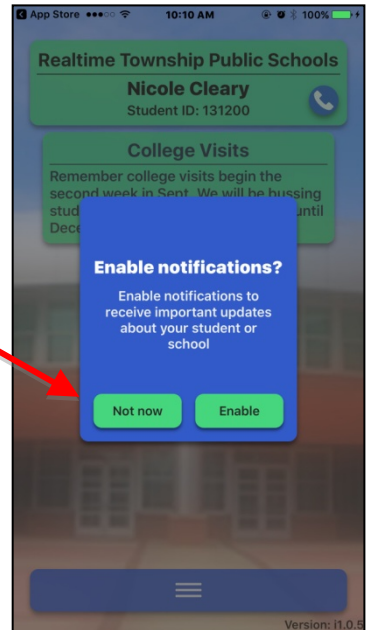 App Store 10:10 AM 100%
Realtime Township Public Schools
Nicole Cleary
Student ID: 131200
College Visits
Remember college visits begin the
second week in Sept. We will be bussing
until
Enable notifications?
Enable notifications to
receive important updates
about your student or
school
Not now Enable
Version: i1.0.5